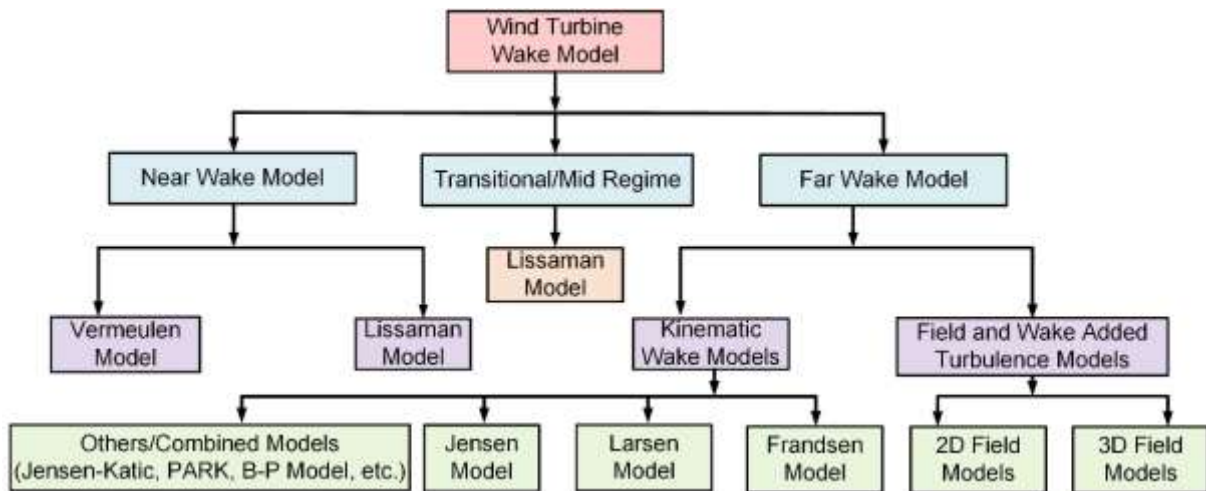 Wind Turbine
Wake Model
Near Wake Model
Transitional/Mid Regime
Far Wake Model
Lissaman
Model
Vermeulen
Model
Lissaman
Model
Kinematic
Wake Models
Field and Wake Added
Turbulence Models
Others/Combined Models
(Jensen-Katic, PARK, B-P Model, etc.)
Jensen
Model
Larsen
Model
Frandsen
Model
2D Field
Models
3D Field
Models